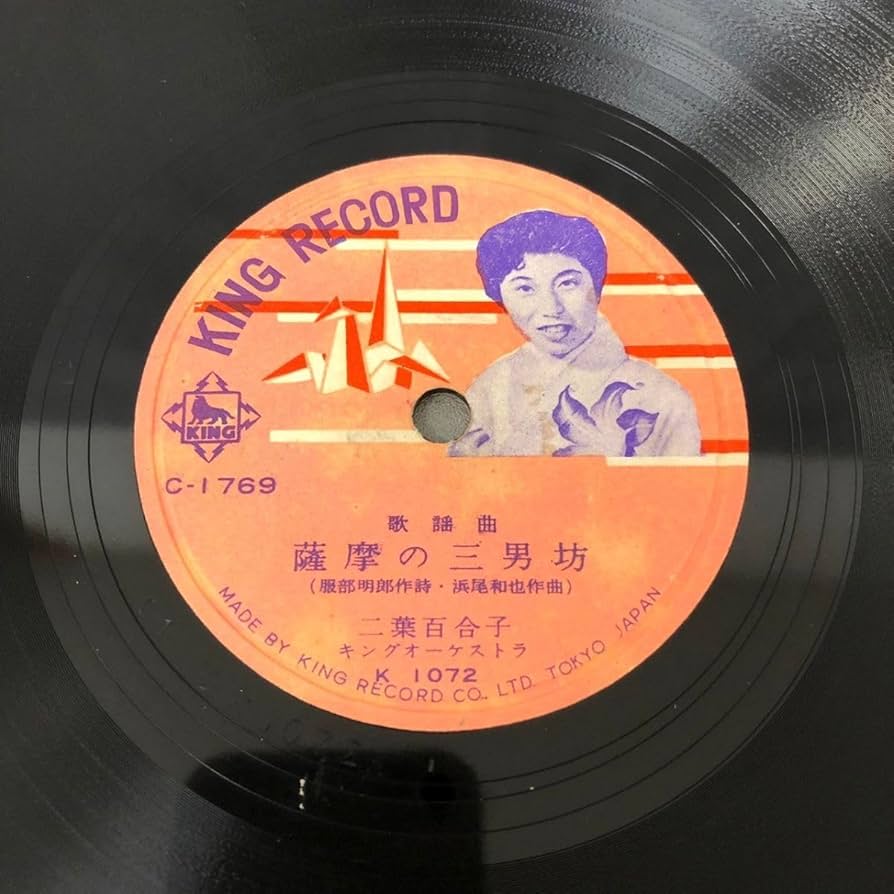 KING RECORD
KING
C-1769
歌謡曲
薩摩の三男坊
(服部明郎作詩・浜尾和也作曲)
二葉百合子
キングオーケストラ
K 1072
MADE BY KING RECORD CO., LTD. TOKYO JAPAN